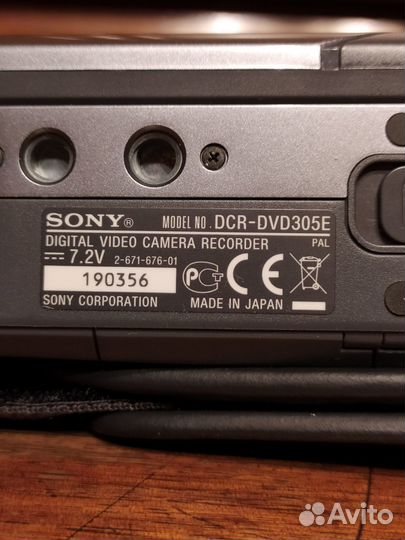 SONY® MODEL NO. DCR-DVD305E
DIGITAL VIDEO CAMERA RECORDER PAL
7.2V 2-671-676-01
190356
SONY CORPORATION MADE IN JAPAN
Avito